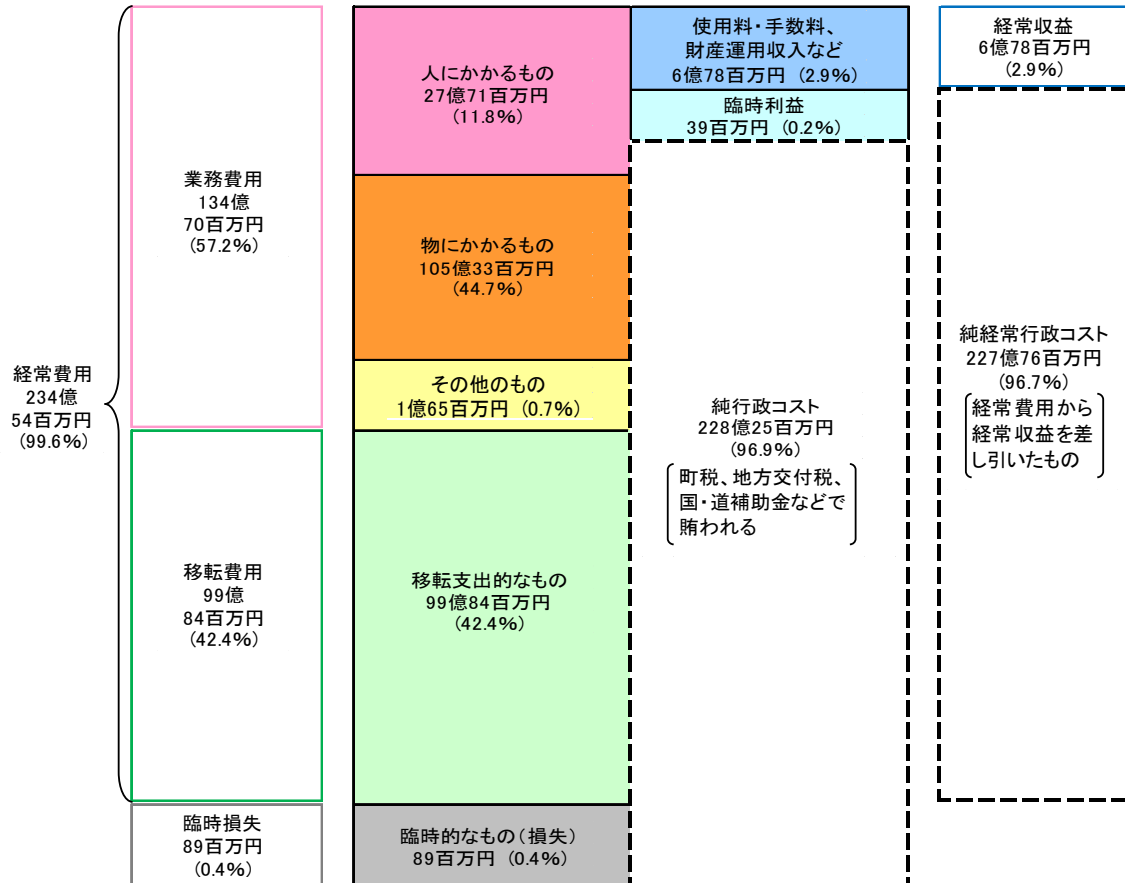 経常費用
234億
54百万円
(99.6%)
業務費用
134億
70百万円
(57.2%)
移転費用
99億
84百万円
(42.4%)
臨時損失
89百万円
(0.4%)
人にかかるもの
27億71百万円
(11.8%)
物にかかるもの
105億33百万円
(44.7%)
その他のもの
1億65百万円 (0.7%)
移転支出的なもの
99億84百万円
(42.4%)
臨時的なもの(損失)
89百万円 (0.4%)
使用料・手数料、
財産運用収入など
6億78百万円 (2.9%)
臨時利益
39百万円 (0.2%)
純行政コスト
228億25百万円
(96.9%)
町税、地方交付税、
国・道補助金などで
賄われる
経常収益
6億78百万円
(2.9%)
純経常行政コスト
227億76百万円
(96.7%)
経常費用から
経常収益を差
し引いたもの